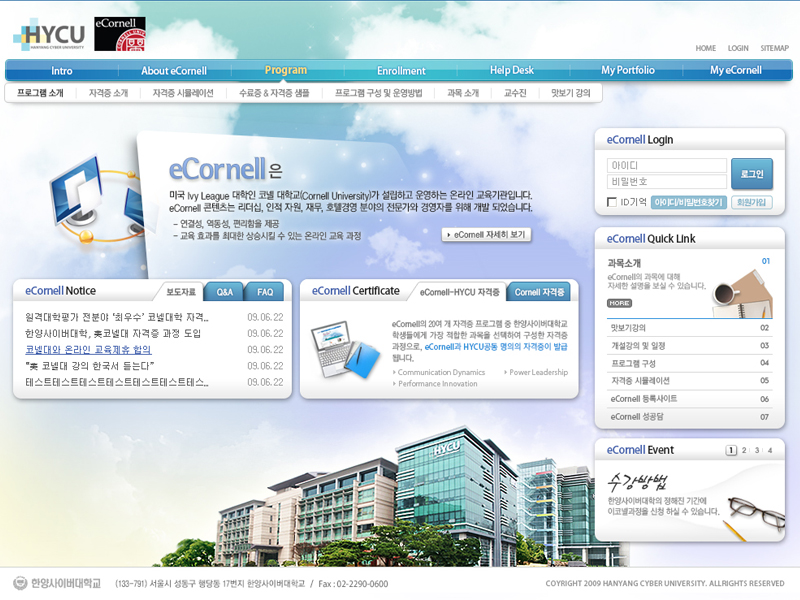 HYCU
HANYANG CYBER UNIVERSITY
eCornell
HOME LOGIN SITEMAP
Intro About eCornell Program Enrollment Help Desk My Portfolio My eCornell
프로그램 소개 자격증 소개 자격증 시뮬레이션 수료증 & 자격증 샘플 프로그램 구성 및 운영방법 과목 소개 교수진 맛보기 강의
eCornell은
미국 Ivy League 대학인 코넬 대학교(Cornell University)가 설립하고 운영하는 온라인 교육기관입니다.
eCornell 콘텐츠는 리더십, 인적 자원, 재무, 호텔경영 분야의 전문가와 경영자를 위해 개발 되었습니다.
- 연결성, 역동성, 편리함을 제공
- 교육 효과를 최대한 상승시킬 수 있는 온라인 교육 과정
eCornell 자세히 보기
eCornell Login
아이디
비밀번호
로그인
ID기억 아이디/비밀번호찾기 회원가입
eCornell Quick Link
과목소개 01
eCornell의 과목에 대해
자세한 설명을 보실 수 있습니다.
MORE
맛보기강의 02
개설강의 및 일정 03
프로그램 구성 04
자격증 시뮬레이션 05
eCornell 등록사이트 06
eCornell 성공담 07
eCornell Notice 보도자료 Q&A FAQ
일격대학평가 전분야 '최우수' 코넬대학 자격... 09.06.22
한양사이버대학, 美코넬대 자격증 과정 도입 09.06.22
코넬대와 온라인 교육제휴 협의 09.06.22
"美 코넬대 강의 한국서 듣는다" 09.06.22
테스트테스트테스트테스트테스트테스... 09.06.22
eCornell Certificate eCornell-HYCU 자격증 Cornell 자격증
eCornell의 20여 개 자격증 프로그램 중 한양사이버대학교
학생들에게 가장 적합한 과목을 선택하여 구성한 자격증
과정으로, eCornell과 HYCU공동 명의의 자격증이 발급
됩니다.
Communication Dynamics Power Leadership
Performance Innovation
eCornell Event 1 2 3 4
수강방법
한양사이버대학의 정해진 기간에
이코넬과정을 신청 하실 수 있습니다.
HYCU
한양사이버대학교 (133-791) 서울시 성동구 행당동 17번지 한양사이버대학교 / Fax : 02-2290-0600
COPYRIGHT 2009 HANYANG CYBER UNIVERSITY. ALLRIGHTS RESERVED